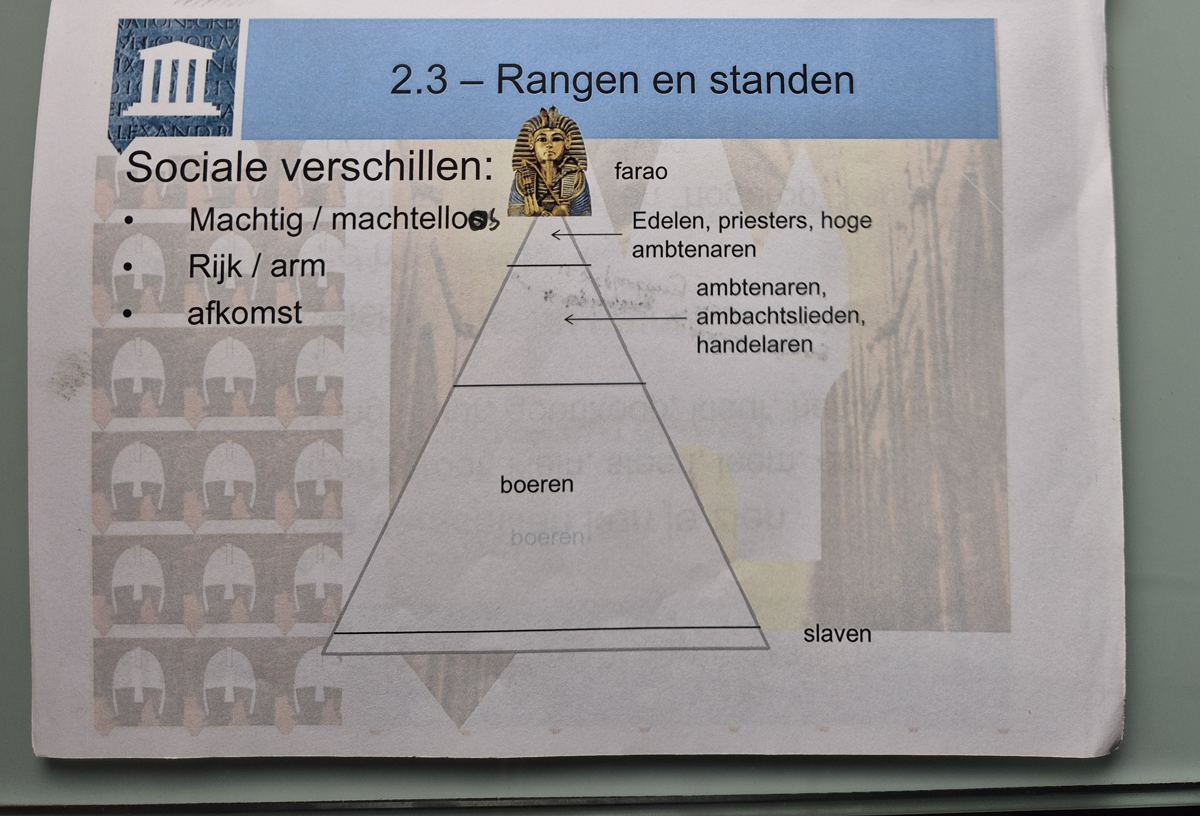 2.3 – Rangen en standen
Sociale verschillen:
• Machtig / machtelloos
• Rijk / arm
• afkomst
farao
Edelen, priesters, hoge
ambtenaren
ambtenaren,
ambachtslieden,
handelaren
boeren
boeren
slaven